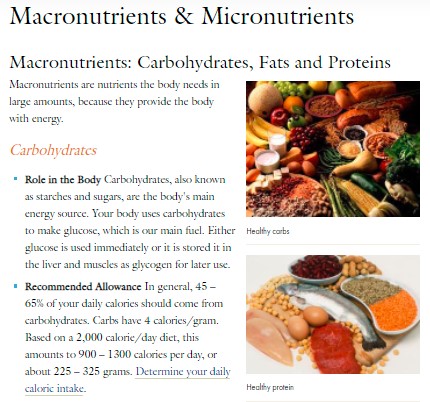 Macronutrients & Micronutrients
Macronutrients: Carbohydrates, Fats and Proteins
Macronutrients are nutrients the body needs in
large amounts, because they provide the body
with energy.
Carbohydrates
Role in the Body Carbohydrates, also known
as starches and sugars, are the body's main
energy source. Your body uses carbohydrates
to make glucose, which is our main fuel. Either
glucose is used immediately or it is stored it in
the liver and muscles as glycogen for later use.
Recommended Allowance In general, 45 –
65% of your daily calories should come from
carbohydrates. Carbs have 4 calories/gram.
Based on a 2,000 calorie/day diet, this
amounts to 900 – 1300 calories per day, or
about 225 – 325 grams. Determine your daily
caloric intake.
Healthy carbs
Healthy protein